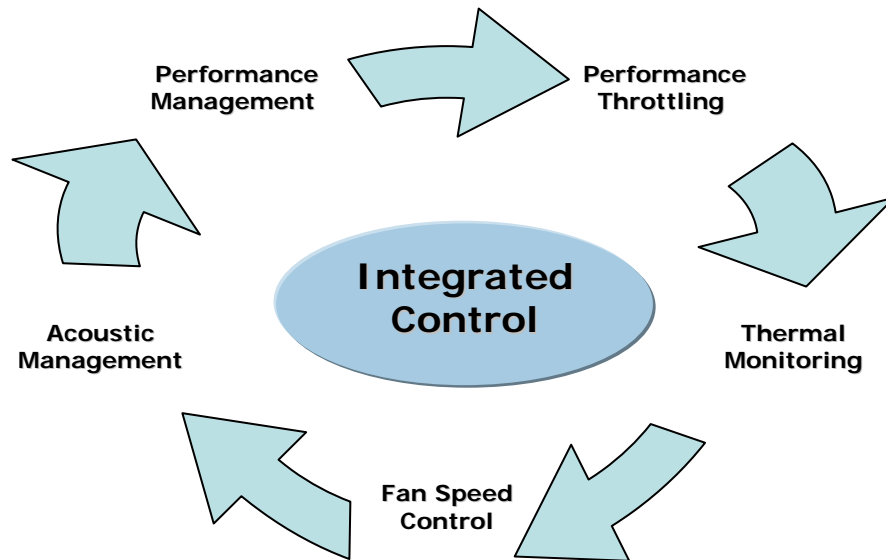 Performance
Management
Performance
Throttling
Integrated
Control
Acoustic
Management
Thermal
Monitoring
Fan Speed
Control